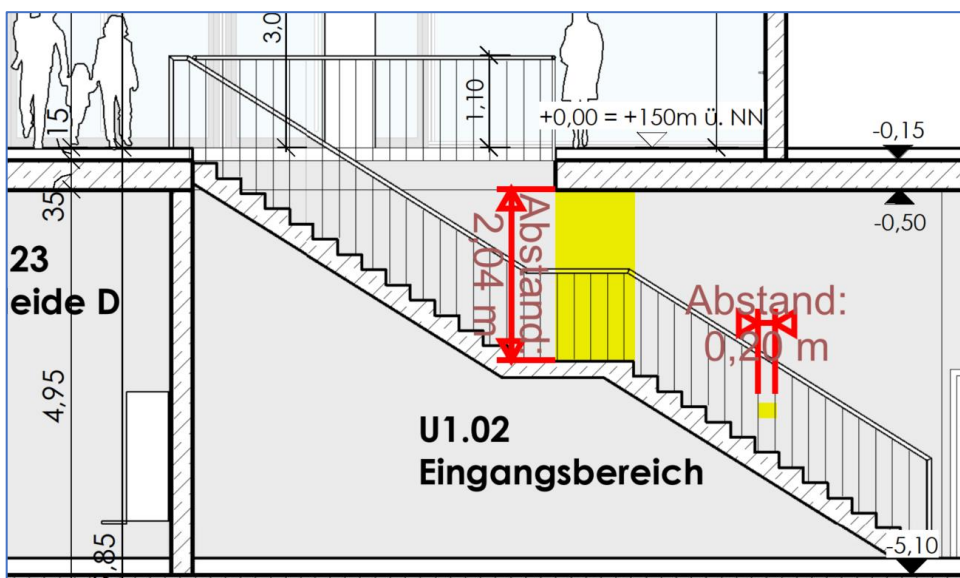 3,0
1,10
+0,00 = +150m ü. NN
15
-0,15
35
-0,50
23
eide D
Abstand:
2,04 m
Abstand:
0,20 m
4,95
U1.02
Eingangsbereich
,85
-5,10